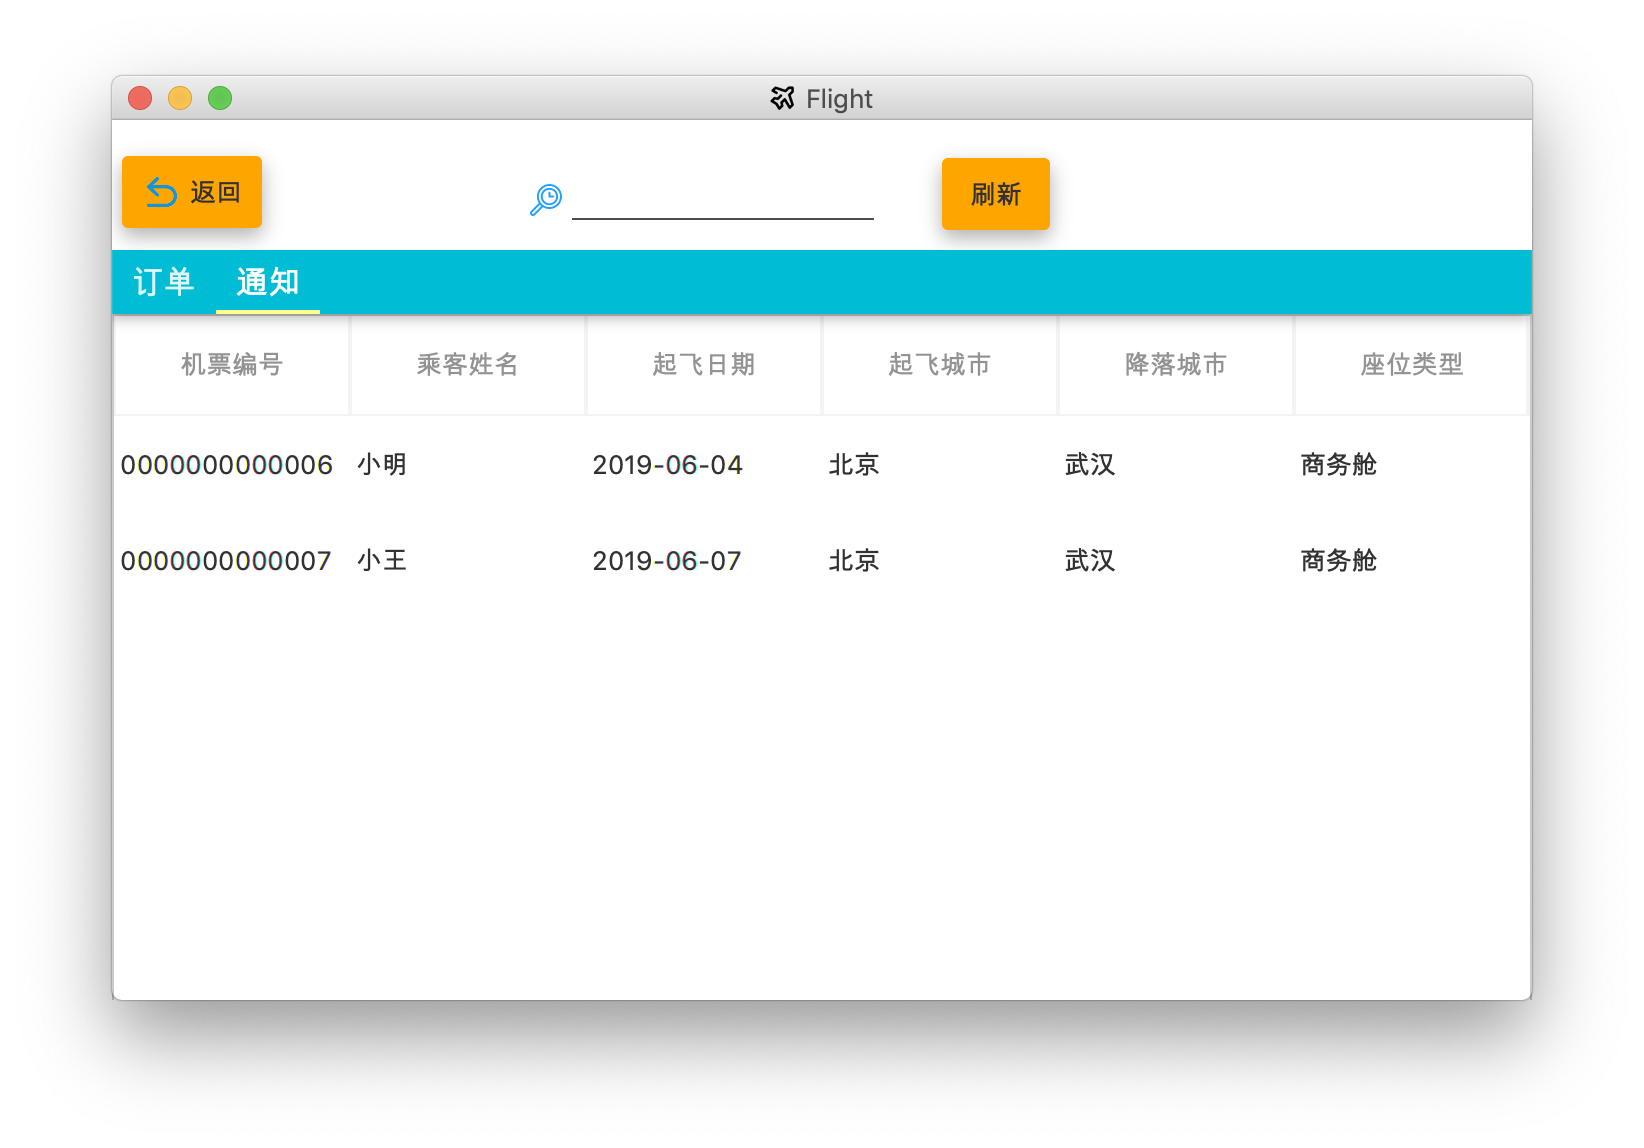 Flight
返回
刷新
订单 通知
机票编号 乘客姓名 起飞日期 起飞城市 降落城市 座位类型
0000000000006 小明 2019-06-04 北京 武汉 商务舱
0000000000007 小王 2019-06-07 北京 武汉 商务舱